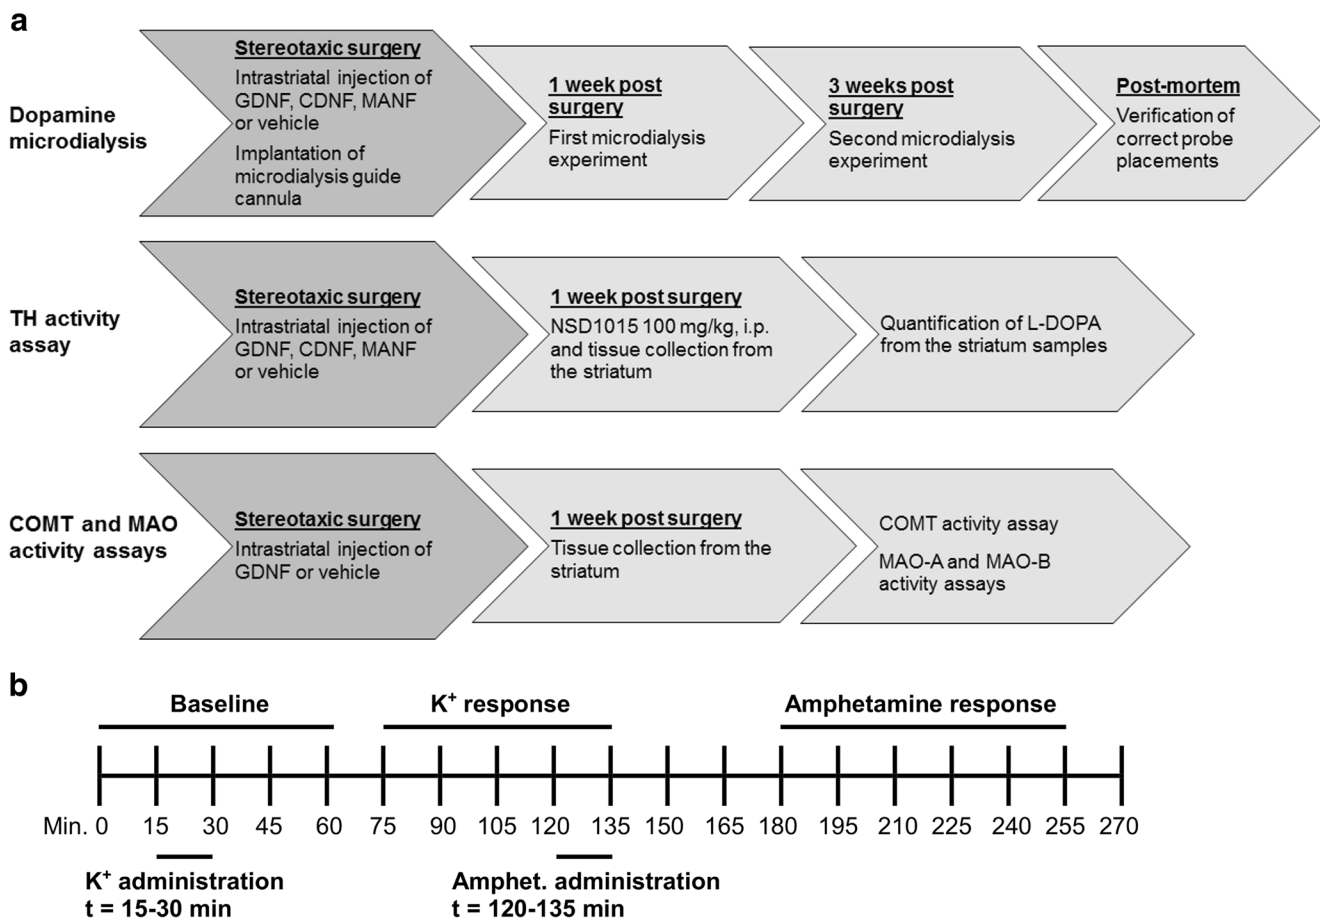 a
Dopamine
microdialysis
Stereotaxic surgery
Intrastriatal injection of
GDNF, CDNF, MANF
or vehicle
Implantation of
microdialysis guide
cannula
1 week post
surgery
First microdialysis
experiment
3 weeks post
surgery
Second microdialysis
experiment
Post-mortem
Verification of
correct probe
placements
TH activity
assay
Stereotaxic surgery
Intrastriatal injection of
GDNF, CDNF, MANF
or vehicle
1 week post surgery
NSD1015 100 mg/kg, i.p.
and tissue collection from
the striatum
Quantification of L-DOPA
from the striatum samples
COMT and MAO
activity assays
Stereotaxic surgery
Intrastriatal injection of
GDNF or vehicle
1 week post surgery
Tissue collection from the
striatum
COMT activity assay
MAO-A and MAO-B
activity assays
b
Baseline K⁺ response Amphetamine response
Min. 0 15 30 45 60 75 90 105 120 135 150 165 180 195 210 225 240 255 270
K⁺ administration
t = 15-30 min
Amphet. administration
t = 120-135 min